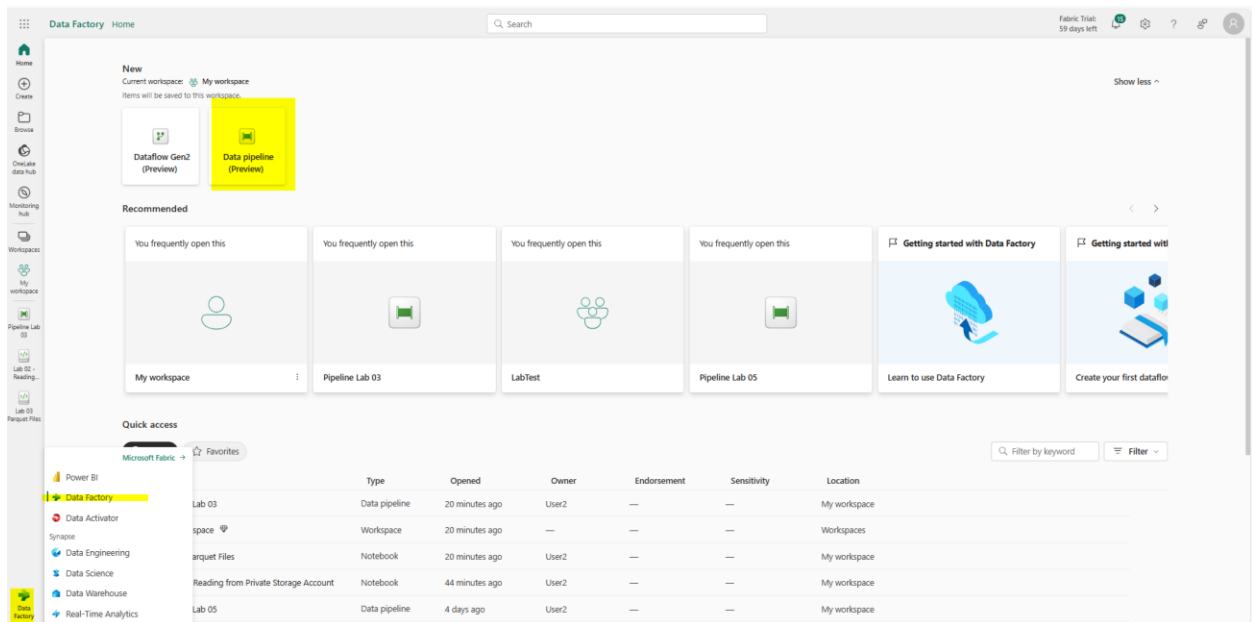 Data Factory Home
Search
Fabric Trial:
59 days left
15
?
R
Home
Create
Browse
OneLake
data hub
Monitoring
hub
Workspaces
My
workspace
Pipeline Lab
03
Lab 02 -
Reading...
Lab 03
Parquet Files
Data
Factory
New
Current workspace: My workspace
Items will be saved to this workspace.
Show less
Dataflow Gen2
(Preview)
Data pipeline
(Preview)
Recommended
You frequently open this
My workspace
You frequently open this
Pipeline Lab 03
You frequently open this
LabTest
You frequently open this
Pipeline Lab 05
Getting started with Data Factory
Learn to use Data Factory
Getting started with
Create your first dataflow
Quick access
Favorites
Filter by keyword
Filter
Type Opened Owner Endorsement Sensitivity Location
Lab 03 Data pipeline 20 minutes ago User2 — — My workspace
space Workspace 20 minutes ago — — — Workspaces
arquet Files Notebook 20 minutes ago User2 — — My workspace
Reading from Private Storage Account Notebook 44 minutes ago User2 — — My workspace
Lab 05 Data pipeline 4 days ago User2 — — My workspace
Microsoft Fabric →
Power BI
Data Factory
Data Activator
Synapse
Data Engineering
Data Science
Data Warehouse
Real-Time Analytics